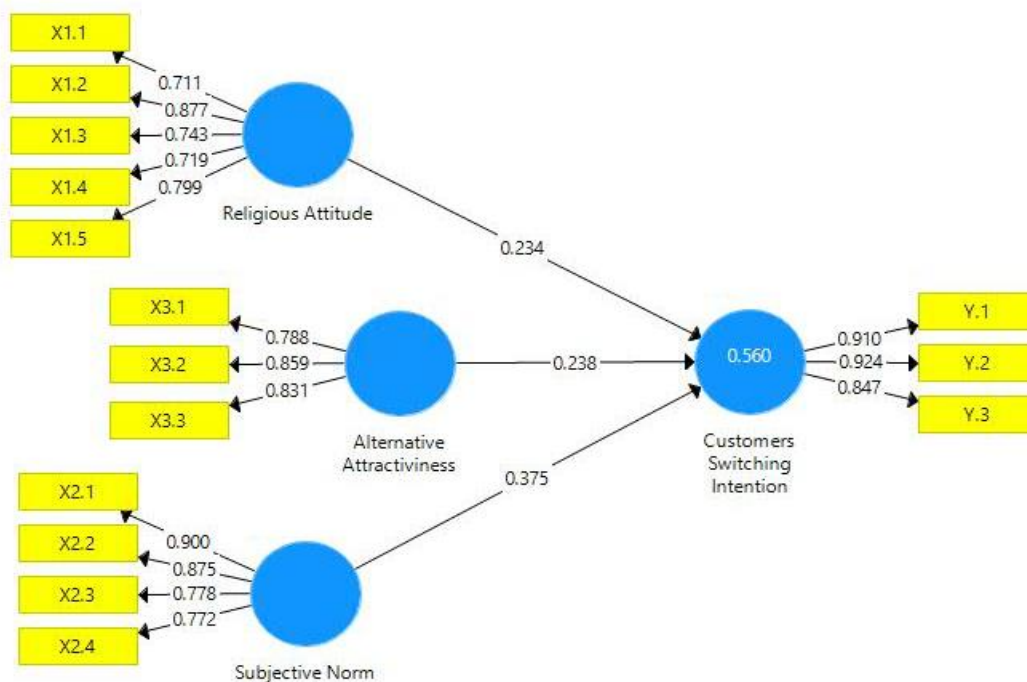 X1.1
X1.2
X1.3
X1.4
X1.5
0.711
0.877
0.743
0.719
0.799
Religious Attitude
0.234
X3.1
X3.2
X3.3
0.788
0.859
0.831
Alternative
Attractiviness
0.238
X2.1
X2.2
X2.3
X2.4
0.900
0.875
0.778
0.772
Subjective Norm
0.375
0.560
Customers
Switching
Intention
0.910
0.924
0.847
Y.1
Y.2
Y.3